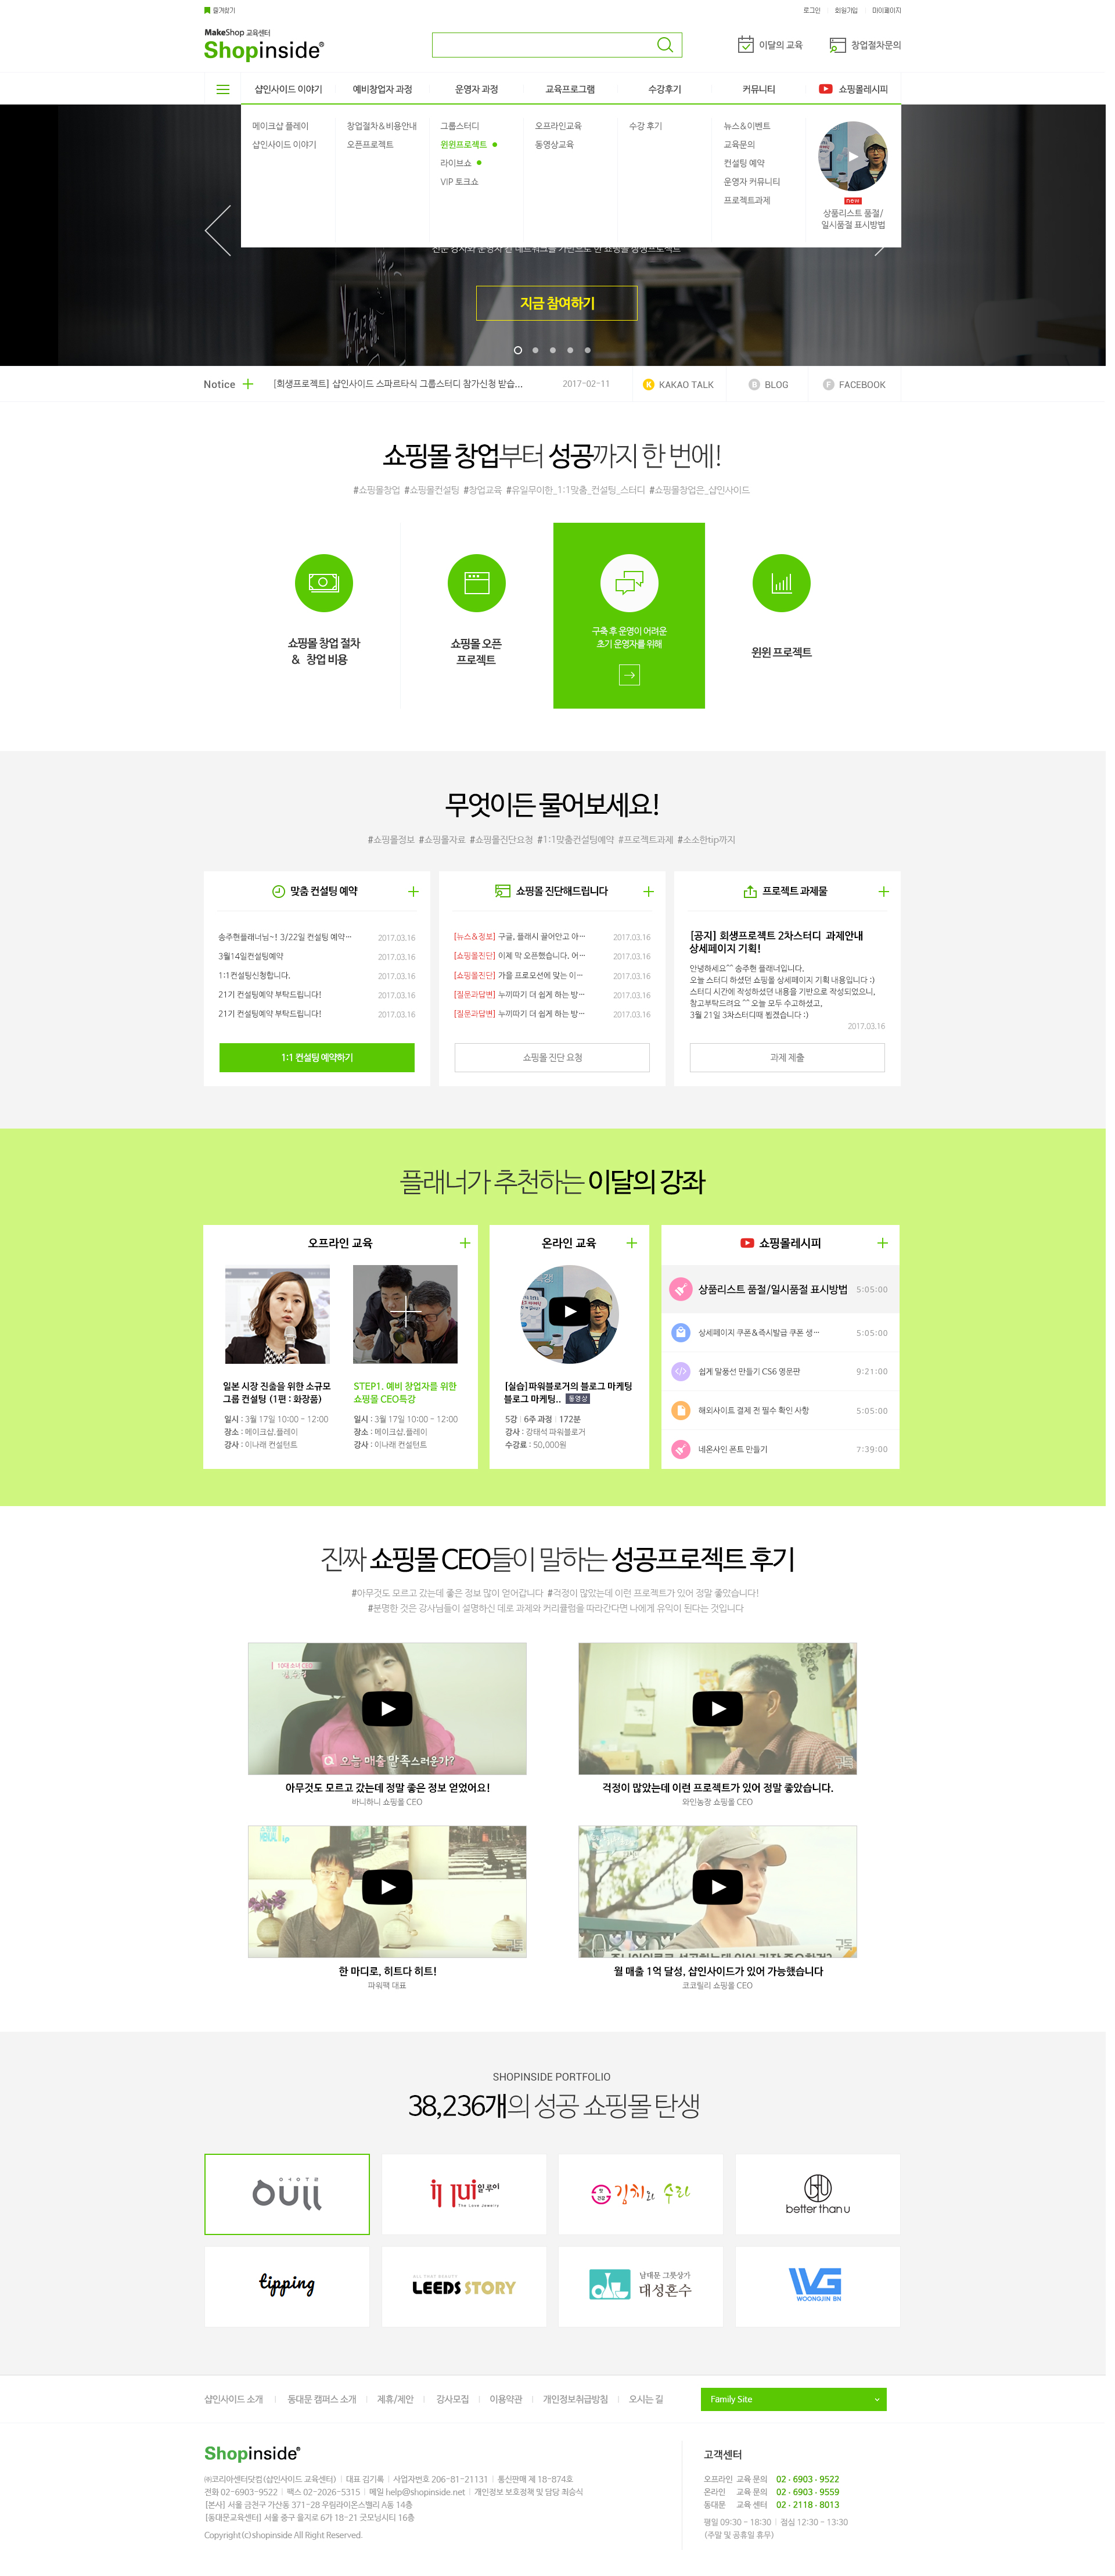 즐겨찾기
로그인 회원가입 마이페이지
MakeShop 교육센터
Shopinside®
이달의 교육 창업절차문의
샵인사이드 이야기 예비창업자 과정 운영자 과정 교육프로그램 수강후기 커뮤니티 쇼핑몰레시피
메이크샵 플레이 창업절차&비용안내 그룹스터디 오프라인교육 수강 후기 뉴스&이벤트
샵인사이드 이야기 오픈프로젝트 윈윈프로젝트 동영상교육 교육문의
라이브쇼 컨설팅 예약
VIP 토크쇼 운영자 커뮤니티
프로젝트과제
new
상품리스트 품절/
일시품절 표시방법
전문 강사와 운영자 간 네트워크를 기반으로 한 쇼핑몰 상생프로젝트
지금 참여하기
Notice [회생프로젝트] 샵인사이드 스파르타식 그룹스터디 참가신청 받습... 2017-02-11 K KAKAO TALK B BLOG F FACEBOOK
쇼핑몰 창업부터 성공까지 한 번에!
#쇼핑몰창업 #쇼핑몰컨설팅 #창업교육 #유일무이한_1:1맞춤_컨설팅_스터디 #쇼핑몰창업은_샵인사이드
쇼핑몰 창업 절차
& 창업 비용
쇼핑몰 오픈
프로젝트
구축 후 운영이 어려운
초기 운영자를 위해
윈윈 프로젝트
무엇이든 물어보세요!
#쇼핑몰정보 #쇼핑몰자료 #쇼핑몰진단요청 #1:1맞춤컨설팅예약 #프로젝트과제 #소소한tip까지
맞춤 컨설팅 예약
송주현플래너님~! 3/22일 컨설팅 예약… 2017.03.16
3월14일컨설팅예약 2017.03.16
1:1컨설팅신청합니다. 2017.03.16
21기 컨설팅예약 부탁드립니다! 2017.03.16
21기 컨설팅예약 부탁드립니다! 2017.03.16
1:1 컨설팅 예약하기
쇼핑몰 진단해드립니다
[뉴스&정보] 구글, 플래시 끌어안고 아… 2017.03.16
[쇼핑몰진단] 이제 막 오픈했습니다. 어… 2017.03.16
[쇼핑몰진단] 가을 프로모션에 맞는 이… 2017.03.16
[질문과답변] 누끼따기 더 쉽게 하는 방… 2017.03.16
[질문과답변] 누끼따기 더 쉽게 하는 방… 2017.03.16
쇼핑몰 진단 요청
프로젝트 과제물
[공지] 회생프로젝트 2차스터디 과제안내
상세페이지 기획!
안녕하세요^^ 송주현 플래너입니다.
오늘 스터디 하셨던 쇼핑몰 상세페이지 기획 내용입니다 :)
스터디 시간에 작성하셨던 내용을 기반으로 작성되었으니,
참고부탁드려요 ^^ 오늘 모두 수고하셨고,
3월 21일 3차스터디때 뵙겠습니다 :)
2017.03.16
과제 제출
플래너가 추천하는 이달의 강좌
오프라인 교육
일본 시장 진출을 위한 소규모
그룹 컨설팅 (1편 : 화장품)
일시 : 3월 17일 10:00 ~ 12:00
장소 : 메이크샵.플레이
강사 : 이나래 컨설턴트
STEP1. 예비 창업자를 위한
쇼핑몰 CEO특강
일시 : 3월 17일 10:00 ~ 12:00
장소 : 메이크샵.플레이
강사 : 이나래 컨설턴트
온라인 교육
[실습]파워블로거의 블로그 마케팅
블로그 마케팅.. 동영상
5강 | 6주 과정 | 172분
강사 : 강태석 파워블로거
수강료 : 50,000원
쇼핑몰레시피
상품리스트 품절/일시품절 표시방법 5:05:00
상세페이지 쿠폰&즉시발급 쿠폰 생… 5:05:00
쉽게 말풍선 만들기 CS6 영문판 9:21:00
해외사이트 결제 전 필수 확인 사항 5:05:00
네온사인 폰트 만들기 7:39:00
진짜 쇼핑몰 CEO들이 말하는 성공프로젝트 후기
#아무것도 모르고 갔는데 좋은 정보 많이 얻어갑니다 #걱정이 많았는데 이런 프로젝트가 있어 정말 좋았습니다!
#분명한 것은 강사님들이 설명하신 데로 과제와 커리큘럼을 따라간다면 나에게 유익이 된다는 것입니다
10대 소녀 CEO
Q 오늘 매출 만족스러운가?
구독
아무것도 모르고 갔는데 정말 좋은 정보 얻었어요!
바니하니 쇼핑몰 CEO
걱정이 많았는데 이런 프로젝트가 있어 정말 좋았습니다.
와인농장 쇼핑몰 CEO
구독
구독
한 마디로, 히트다 히트!
파워팩 대표
월 매출 1억 달성, 샵인사이드가 있어 가능했습니다
코코릴리 쇼핑몰 CEO
SHOPINSIDE PORTFOLIO
38,236개의 성공 쇼핑몰 탄생
일루이
The Love Jewelry
김치와 수라
better than u
tipping
LEEDS STORY
남대문 그릇상가
대성혼수
WG
WOONGJIN BN
샵인사이드 소개 | 동대문 캠퍼스 소개 | 제휴/제안 | 강사모집 | 이용약관 | 개인정보취급방침 | 오시는 길
Family Site
Shopinside®
㈜코리아센터닷컴(샵인사이드 교육센터) | 대표 김기록 | 사업자번호 206-81-21131 | 통신판매 제 18-874호
전화 02-6903-9522 | 팩스 02-2026-5315 | 메일 help@shopinside.net | 개인정보 보호정책 및 담당 최승식
[본사] 서울 금천구 가산동 371-28 우림라이온스밸리 A동 14층
[동대문교육센터] 서울 중구 을지로 6가 18-21 굿모닝시티 16층
Copyright(c)shopinside All Right Reserved.
고객센터
오프라인 교육 문의 02 · 6903 · 9522
온라인 교육 문의 02 · 6903 · 9559
동대문 교육 센터 02 · 2118 · 8013
평일 09:30 ~ 18:30 | 점심 12:30 ~ 13:30
(주말 및 공휴일 휴무)